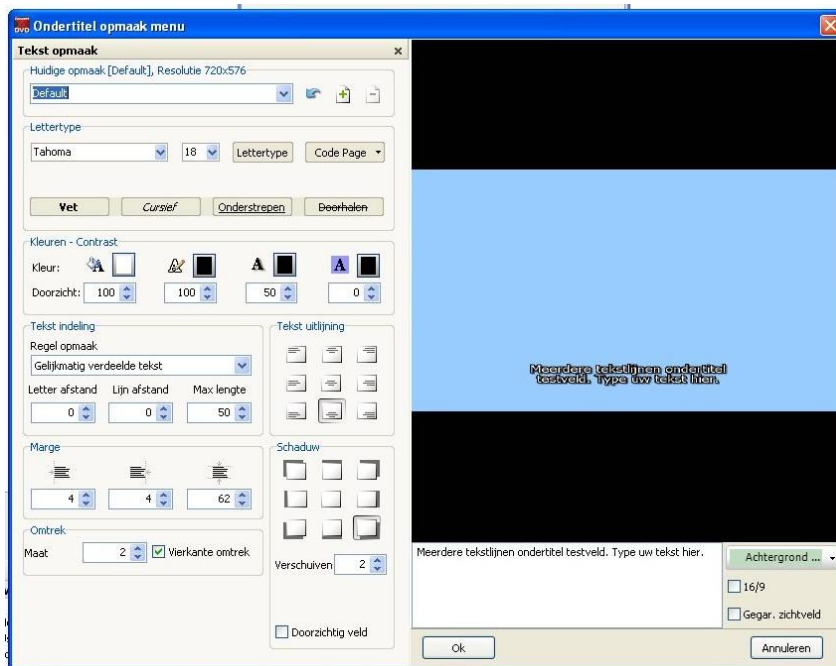 Ondertitel opmaak menu
Tekst opmaak
Huidige opmaak [Default], Resolutie 720x576
Default
Lettertype
Tahoma 18 Lettertype Code Page
Vet Cursief Onderstrepen Doorhalen
Kleuren - Contrast
Kleur: A A A
Doorzicht: 100 100 50 0
Tekst indeling
Regel opmaak
Gelijkmatig verdeelde tekst
Letter afstand Lijn afstand Max lengte
0 0 50
Tekst uitlijning
Marge
4 4 62
Omtrek
Maat 2 Vierkante omtrek
Schaduw
Verschuiven 2
Doorzichtig veld
Meerdere tekstlijnen ondertitel
testveld. Type uw tekst hier.
Meerdere tekstlijnen ondertitel testveld. Type uw tekst hier.
Achtergrond ...
16/9
Gegar. zichtveld
Ok Annuleren